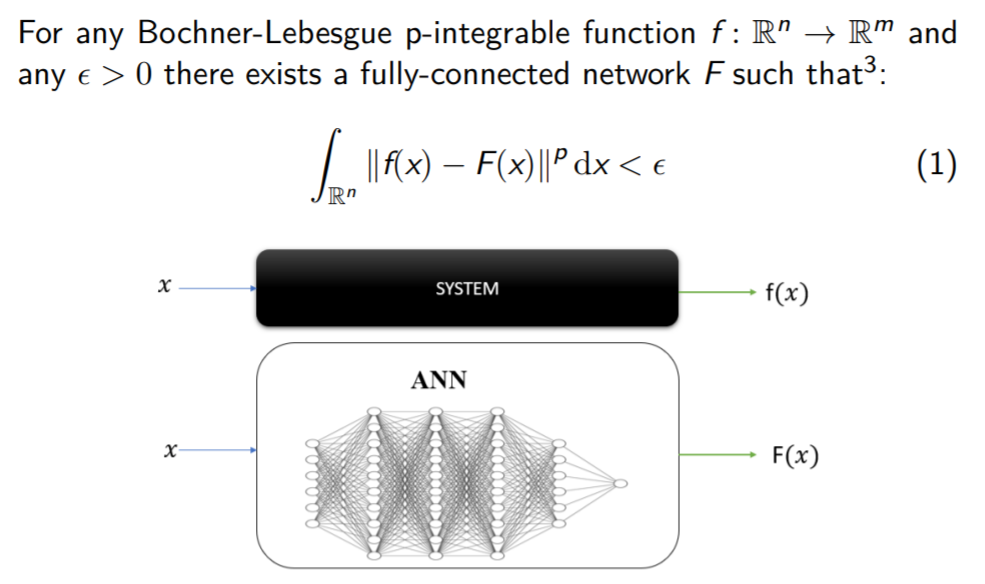 For any Bochner-Lebesgue p-integrable function f : ℝⁿ → ℝᵐ and
any ϵ > 0 there exists a fully-connected network F such that³:
∫_ℝⁿ ‖f(x) − F(x)‖ᵖ dx < ϵ (1)
x SYSTEM f(x)
ANN
x F(x)